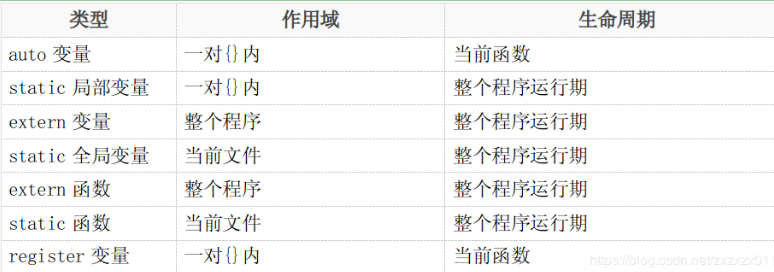 类型 作用域 生命周期
auto 变量 一对{}内 当前函数
static 局部变量 一对{}内 整个程序运行期
extern 变量 整个程序 整个程序运行期
static 全局变量 当前文件 整个程序运行期
extern 函数 整个程序 整个程序运行期
static 函数 当前文件 整个程序运行期
register 变量 一对{}内 当前函数
https://blog.csdn.net/zxzxzx011